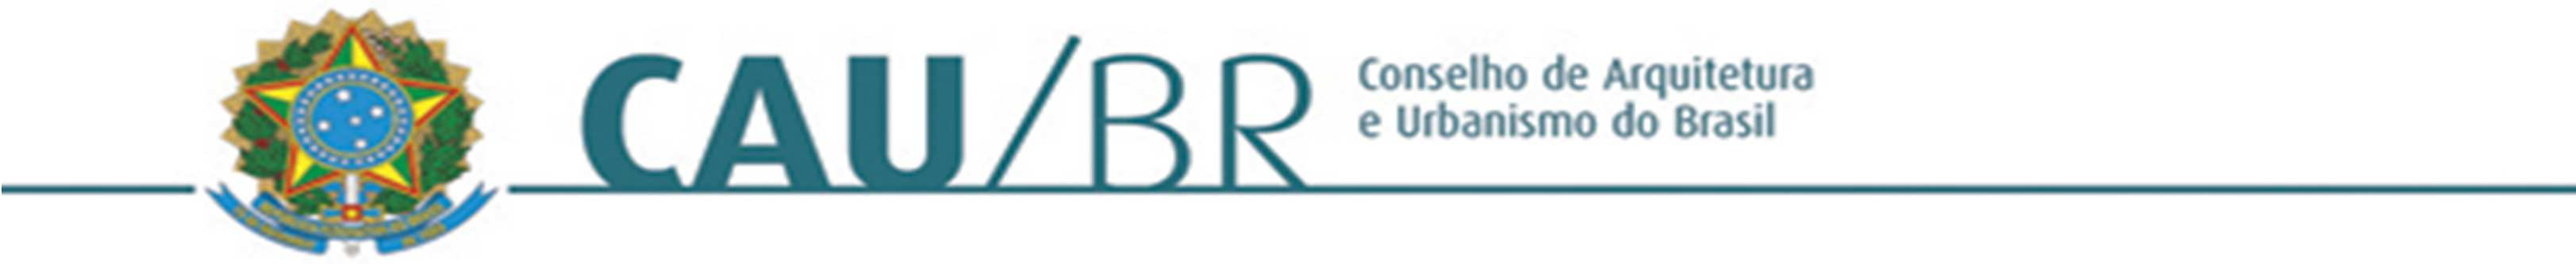 CAU/BR
Conselho de Arquitetura
e Urbanismo do Brasil